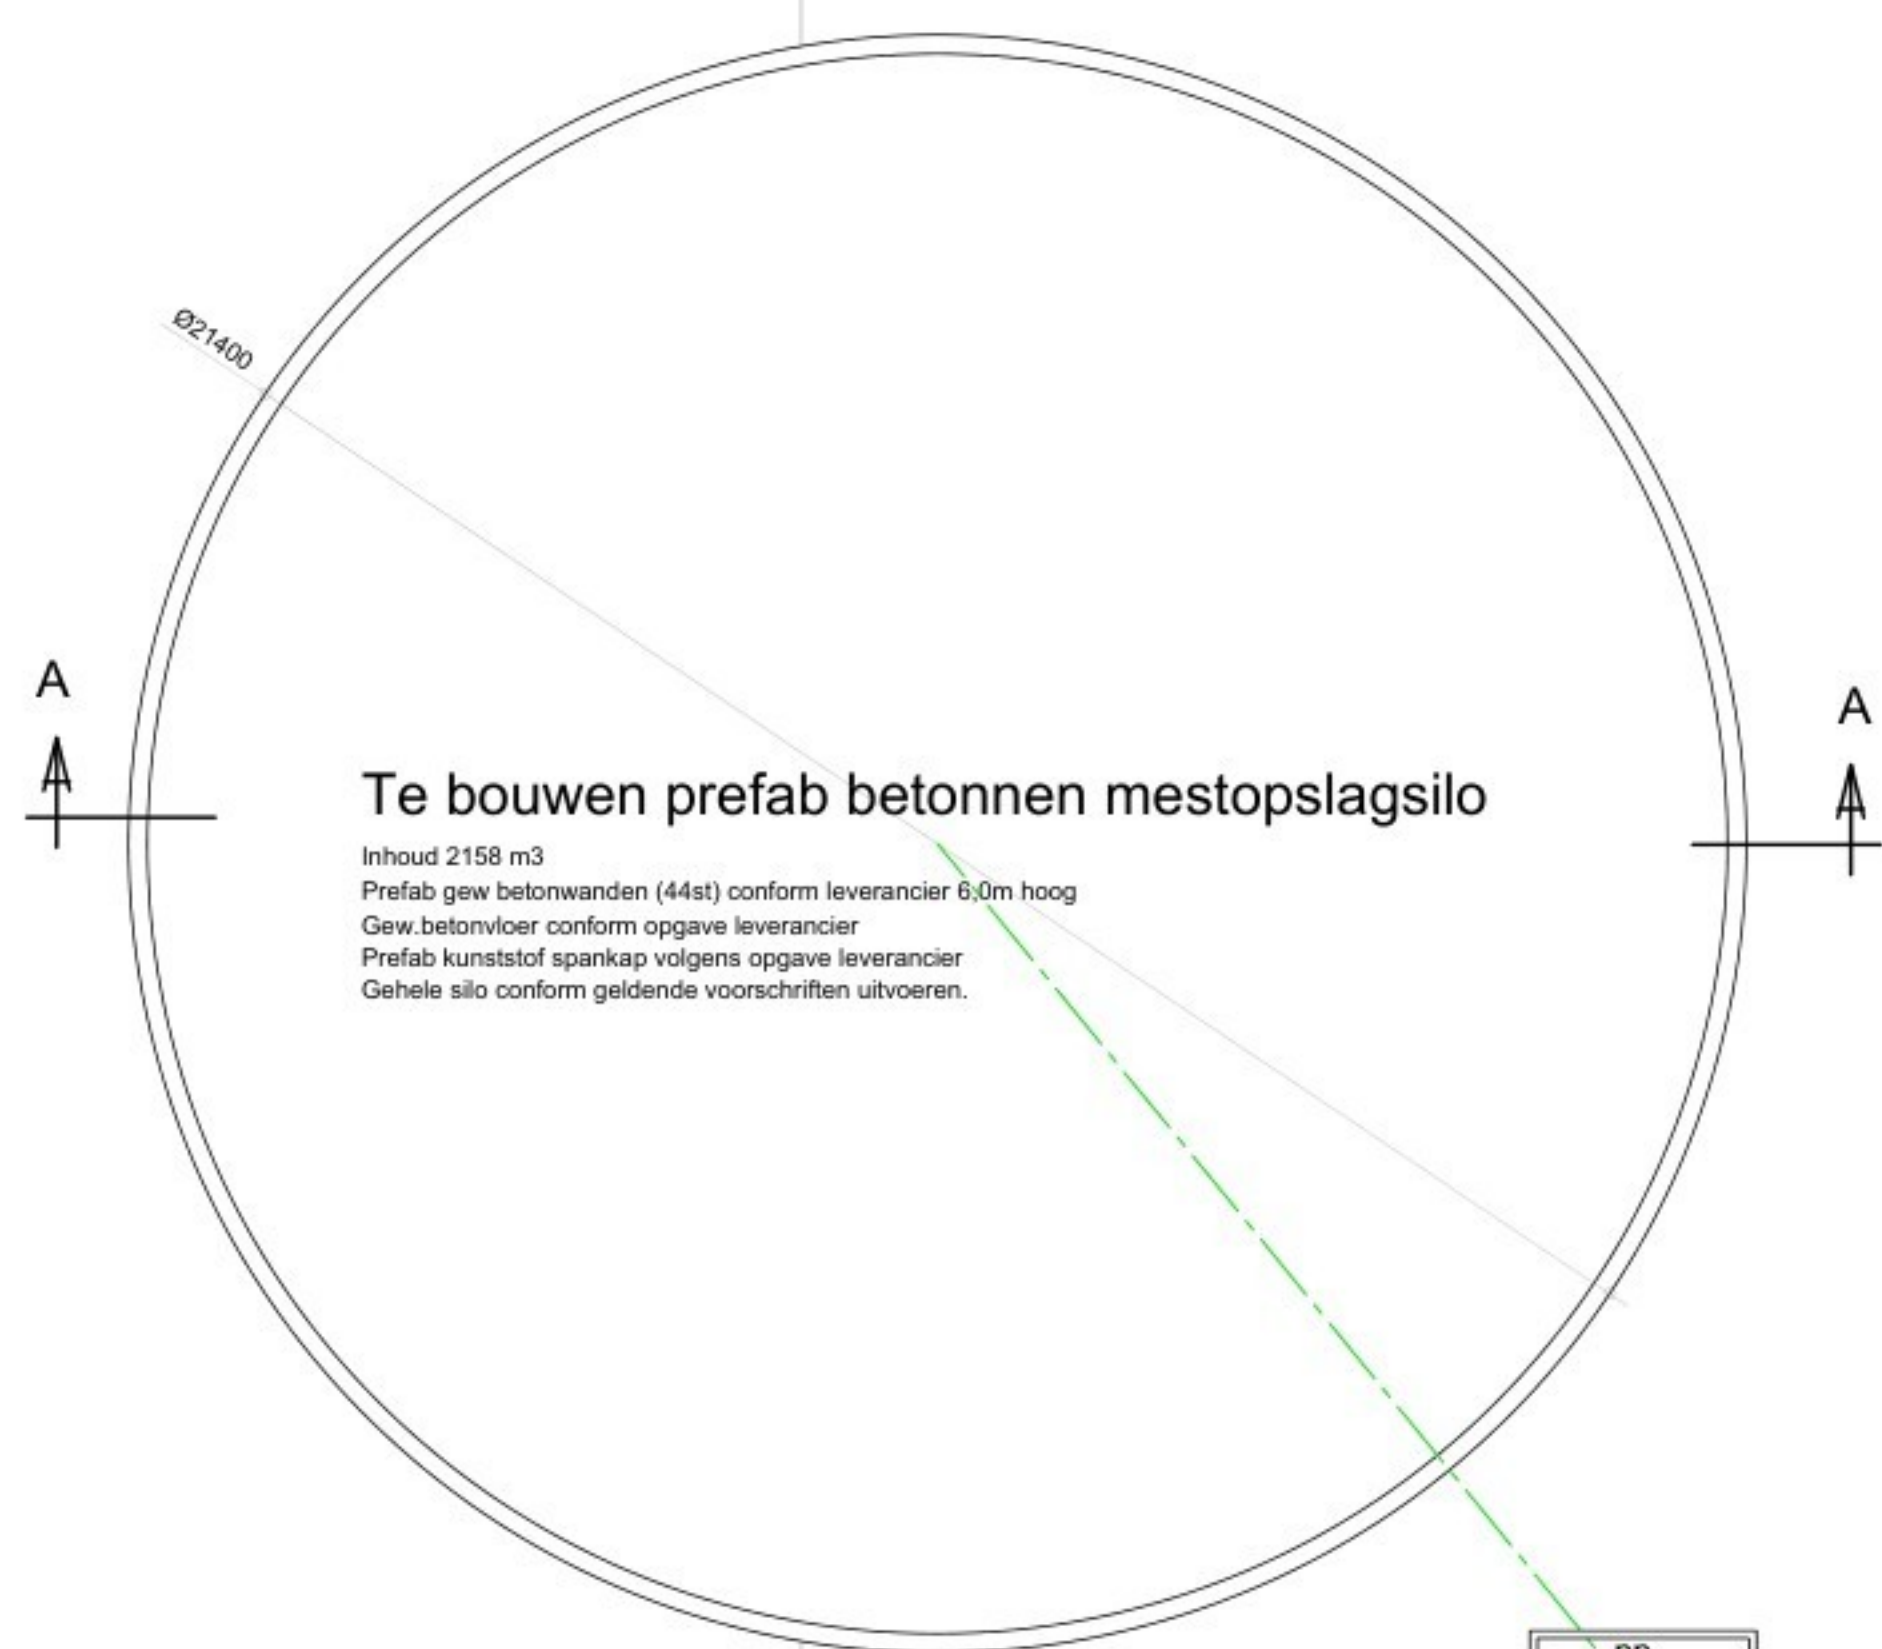 Ø21400
A
A
Te bouwen prefab betonnen mestopslagsilo
Inhoud 2158 m3
Prefab gew betonwanden (44st) conform leverancier 6,0m hoog
Gew.betonvloer conform opgave leverancier
Prefab kunststof spankap volgens opgave leverancier
Gehele silo conform geldende voorschriften uitvoeren.